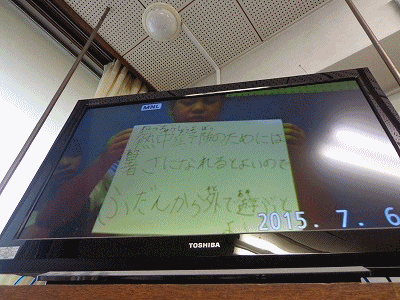 MNL
熱中症予防のためには
暑さになれるとよいので
ふだんから外で遊ぶと
2015. 7. 6
TOSHIBA